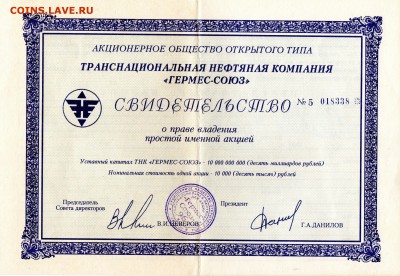 COINS.LAVE.RU
АКЦИОНЕРНОЕ ОБЩЕСТВО ОТКРЫТОГО ТИПА
ТРАНСНАЦИОНАЛЬНАЯ НЕФТЯНАЯ КОМПАНИЯ
«ГЕРМЕС-СОЮЗ»
СВИДЕТЕЛЬСТВО №5 018338
о праве владения
простой именной акцией
Уставный капитал ТНК «ГЕРМЕС-СОЮЗ» - 10 000 000 000 (десять миллиардов рублей)
Номинальная стоимость одной акции - 10 000 (десять тысяч) рублей
Председатель
Совета директоров
В.И.НЕВЕРОВ
Президент
Г.А.ДАНИЛОВ